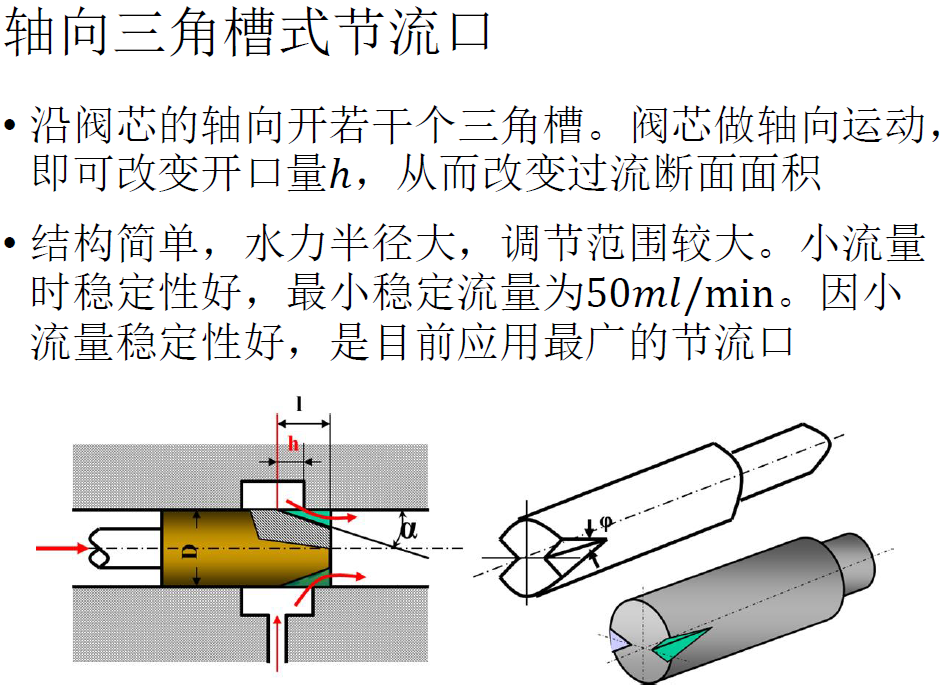 轴向三角槽式节流口
• 沿阀芯的轴向开若干个三角槽。阀芯做轴向运动，
即可改变开口量h，从而改变过流断面面积
• 结构简单，水力半径大，调节范围较大。小流量
时稳定性好，最小稳定流量为50ml/min。因小
流量稳定性好，是目前应用最广的节流口
l
h
α
D
φ